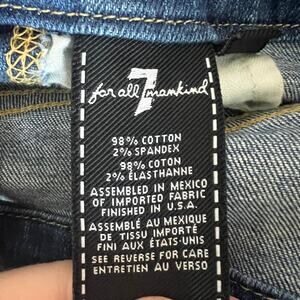 for all 7 mankind
98% COTTON
2% SPANDEX
98% COTON
2% ÉLASTHANNE
ASSEMBLED IN MEXICO
OF IMPORTED FABRIC
FINISHED IN U.S.A.
ASSEMBLÉ AU MEXIQUE
DE TISSU IMPORTÉ
FINI AUX ÉTATS-UNIS
SEE REVERSE FOR CARE
ENTRETIEN AU VERSO